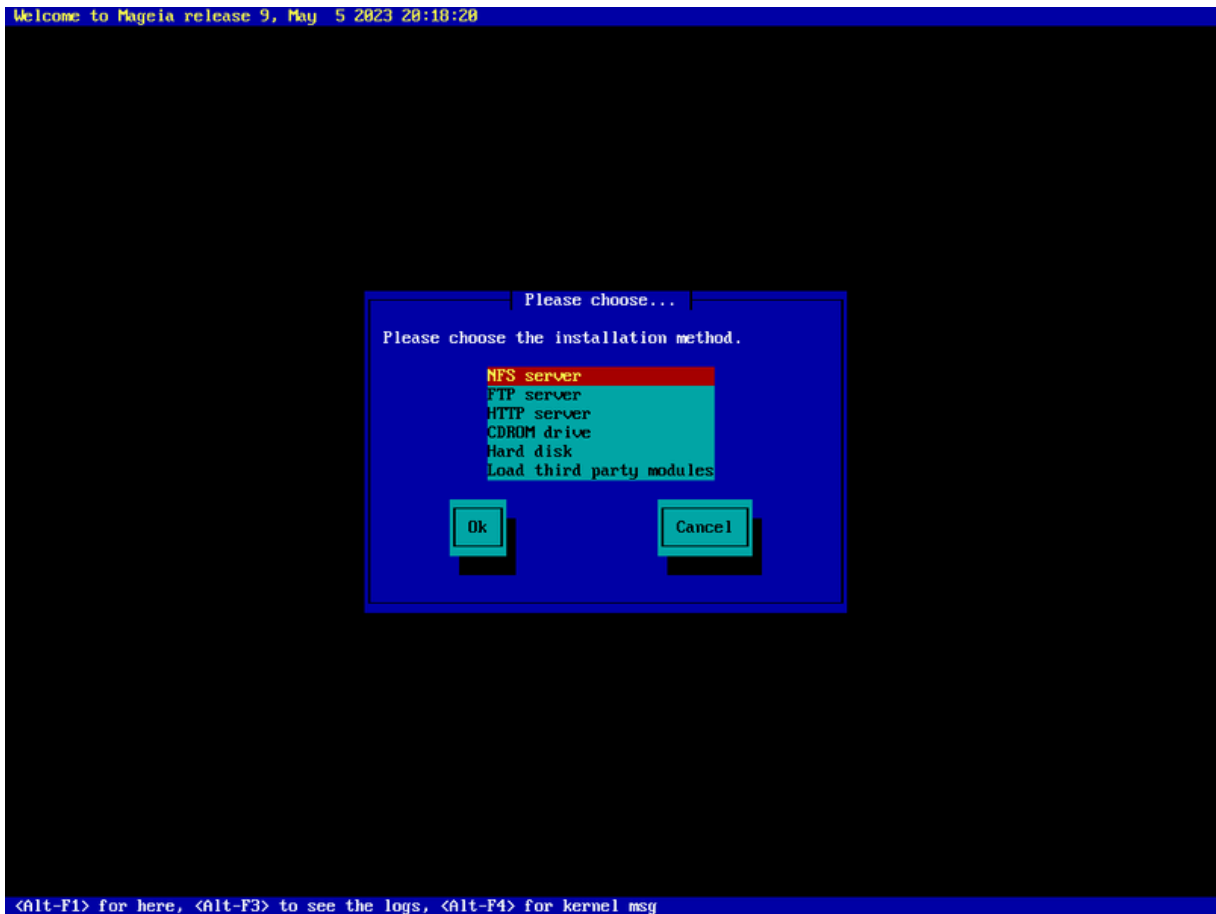 Welcome to Mageia release 9, May  5 2023 20:18:20
Please choose...
Please choose the installation method.
NFS server
FTP server
HTTP server
CDROM drive
Hard disk
Load third party modules
Ok Cancel
<Alt-F1> for here, <Alt-F3> to see the logs, <Alt-F4> for kernel msg